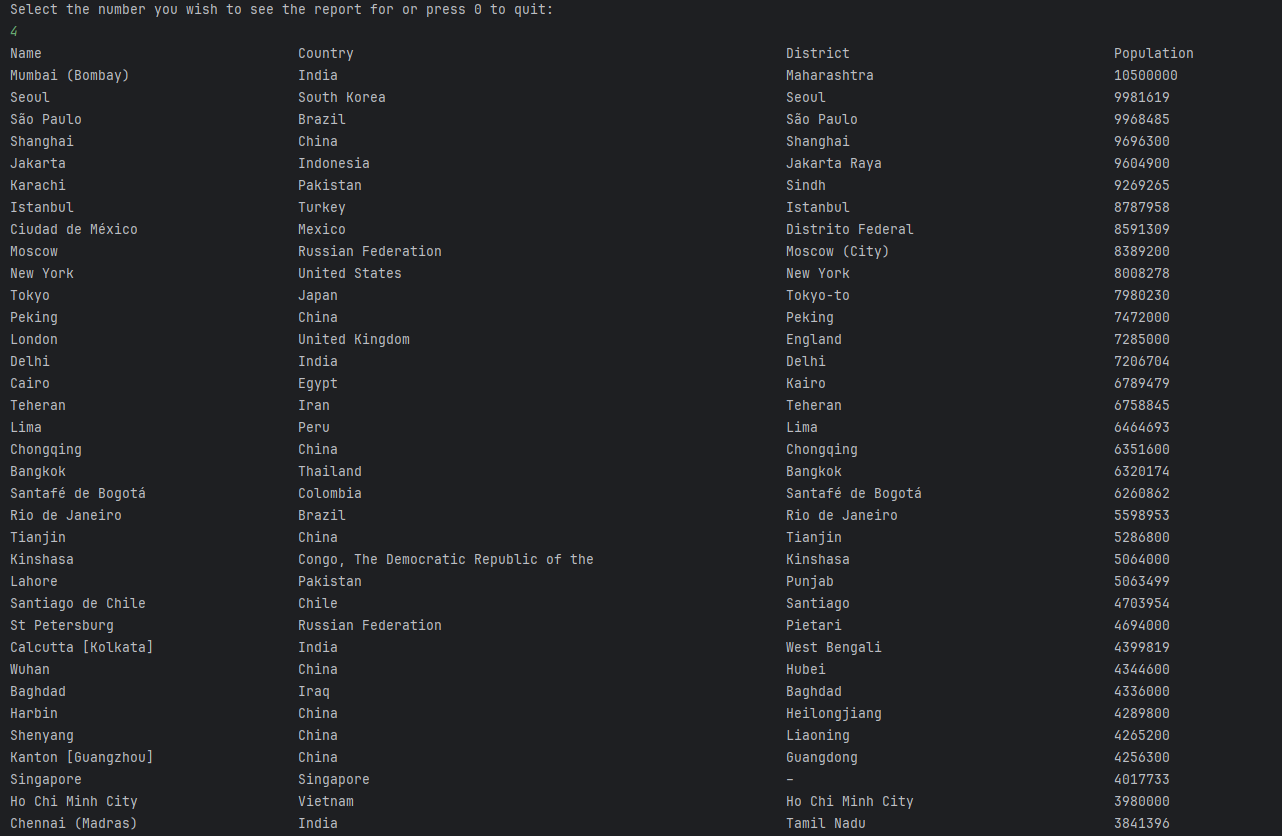 Select the number you wish to see the report for or press 0 to quit:
4
Name Country District Population
Mumbai (Bombay) India Maharashtra 10500000
Seoul South Korea Seoul 9981619
São Paulo Brazil São Paulo 9968485
Shanghai China Shanghai 9696300
Jakarta Indonesia Jakarta Raya 9604900
Karachi Pakistan Sindh 9269265
Istanbul Turkey Istanbul 8787958
Ciudad de México Mexico Distrito Federal 8591309
Moscow Russian Federation Moscow (City) 8389200
New York United States New York 8008278
Tokyo Japan Tokyo-to 7980230
Peking China Peking 7472000
London United Kingdom England 7285000
Delhi India Delhi 7206704
Cairo Egypt Kairo 6789479
Teheran Iran Teheran 6758845
Lima Peru Lima 6464693
Chongqing China Chongqing 6351600
Bangkok Thailand Bangkok 6320174
Santafé de Bogotá Colombia Santafé de Bogotá 6260862
Rio de Janeiro Brazil Rio de Janeiro 5598953
Tianjin China Tianjin 5286800
Kinshasa Congo, The Democratic Republic of the Kinshasa 5064000
Lahore Pakistan Punjab 5063499
Santiago de Chile Chile Santiago 4703954
St Petersburg Russian Federation Pietari 4694000
Calcutta [Kolkata] India West Bengali 4399819
Wuhan China Hubei 4344600
Baghdad Iraq Baghdad 4336000
Harbin China Heilongjiang 4289800
Shenyang China Liaoning 4265200
Kanton [Guangzhou] China Guangdong 4256300
Singapore Singapore – 4017733
Ho Chi Minh City Vietnam Ho Chi Minh City 3980000
Chennai (Madras) India Tamil Nadu 3841396